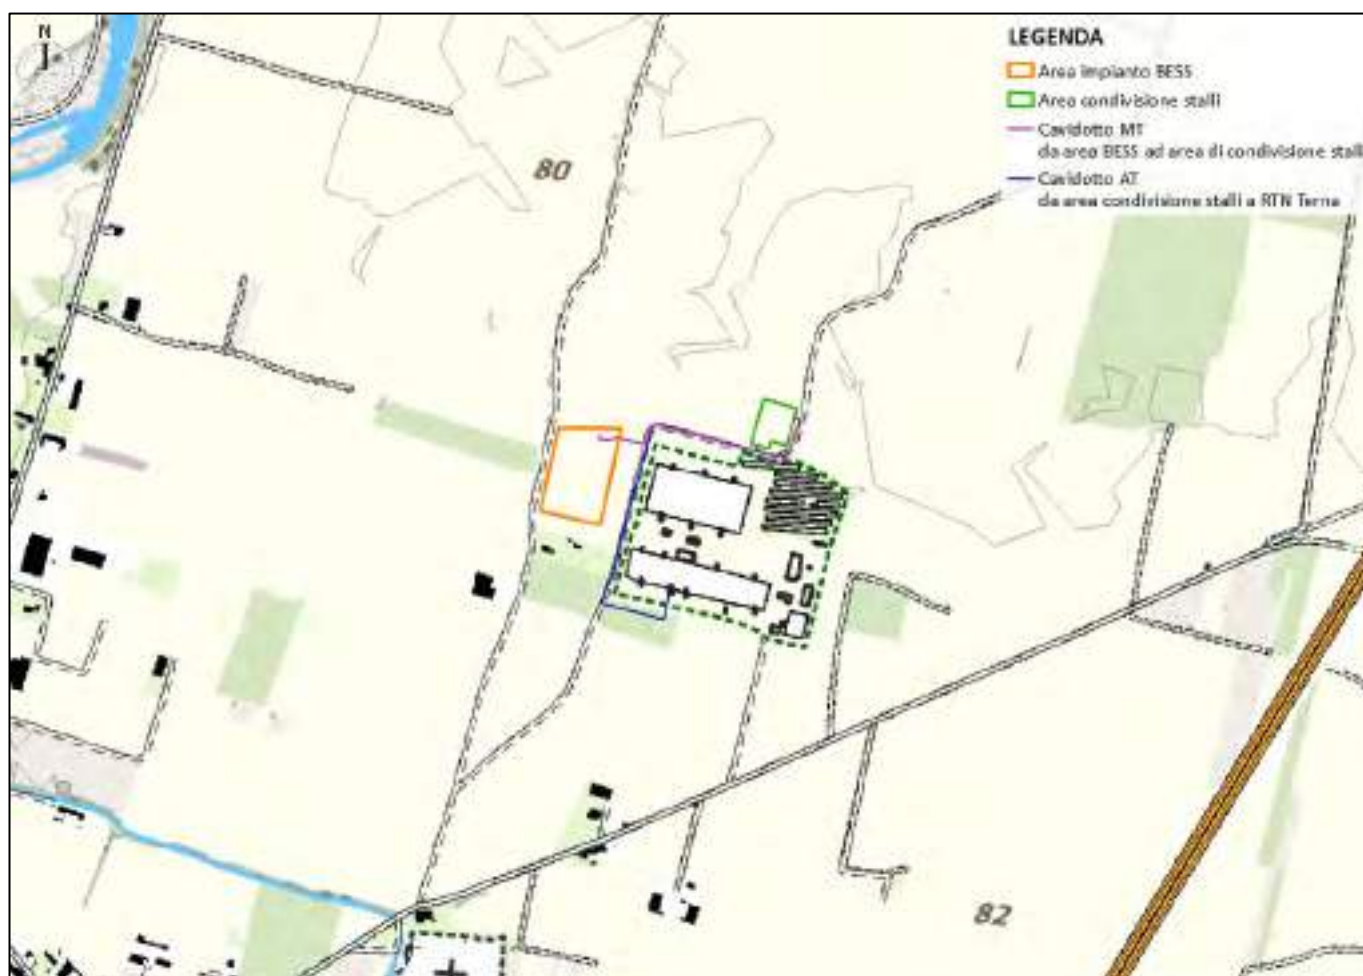 N
LEGENDA
Area impianto BESS
Area condivisione stalli
Cavidotto MT
da area BESS ad area di condivisione stalli
Cavidotto AT
da area condivisione stalli a RTN Terna
80
82